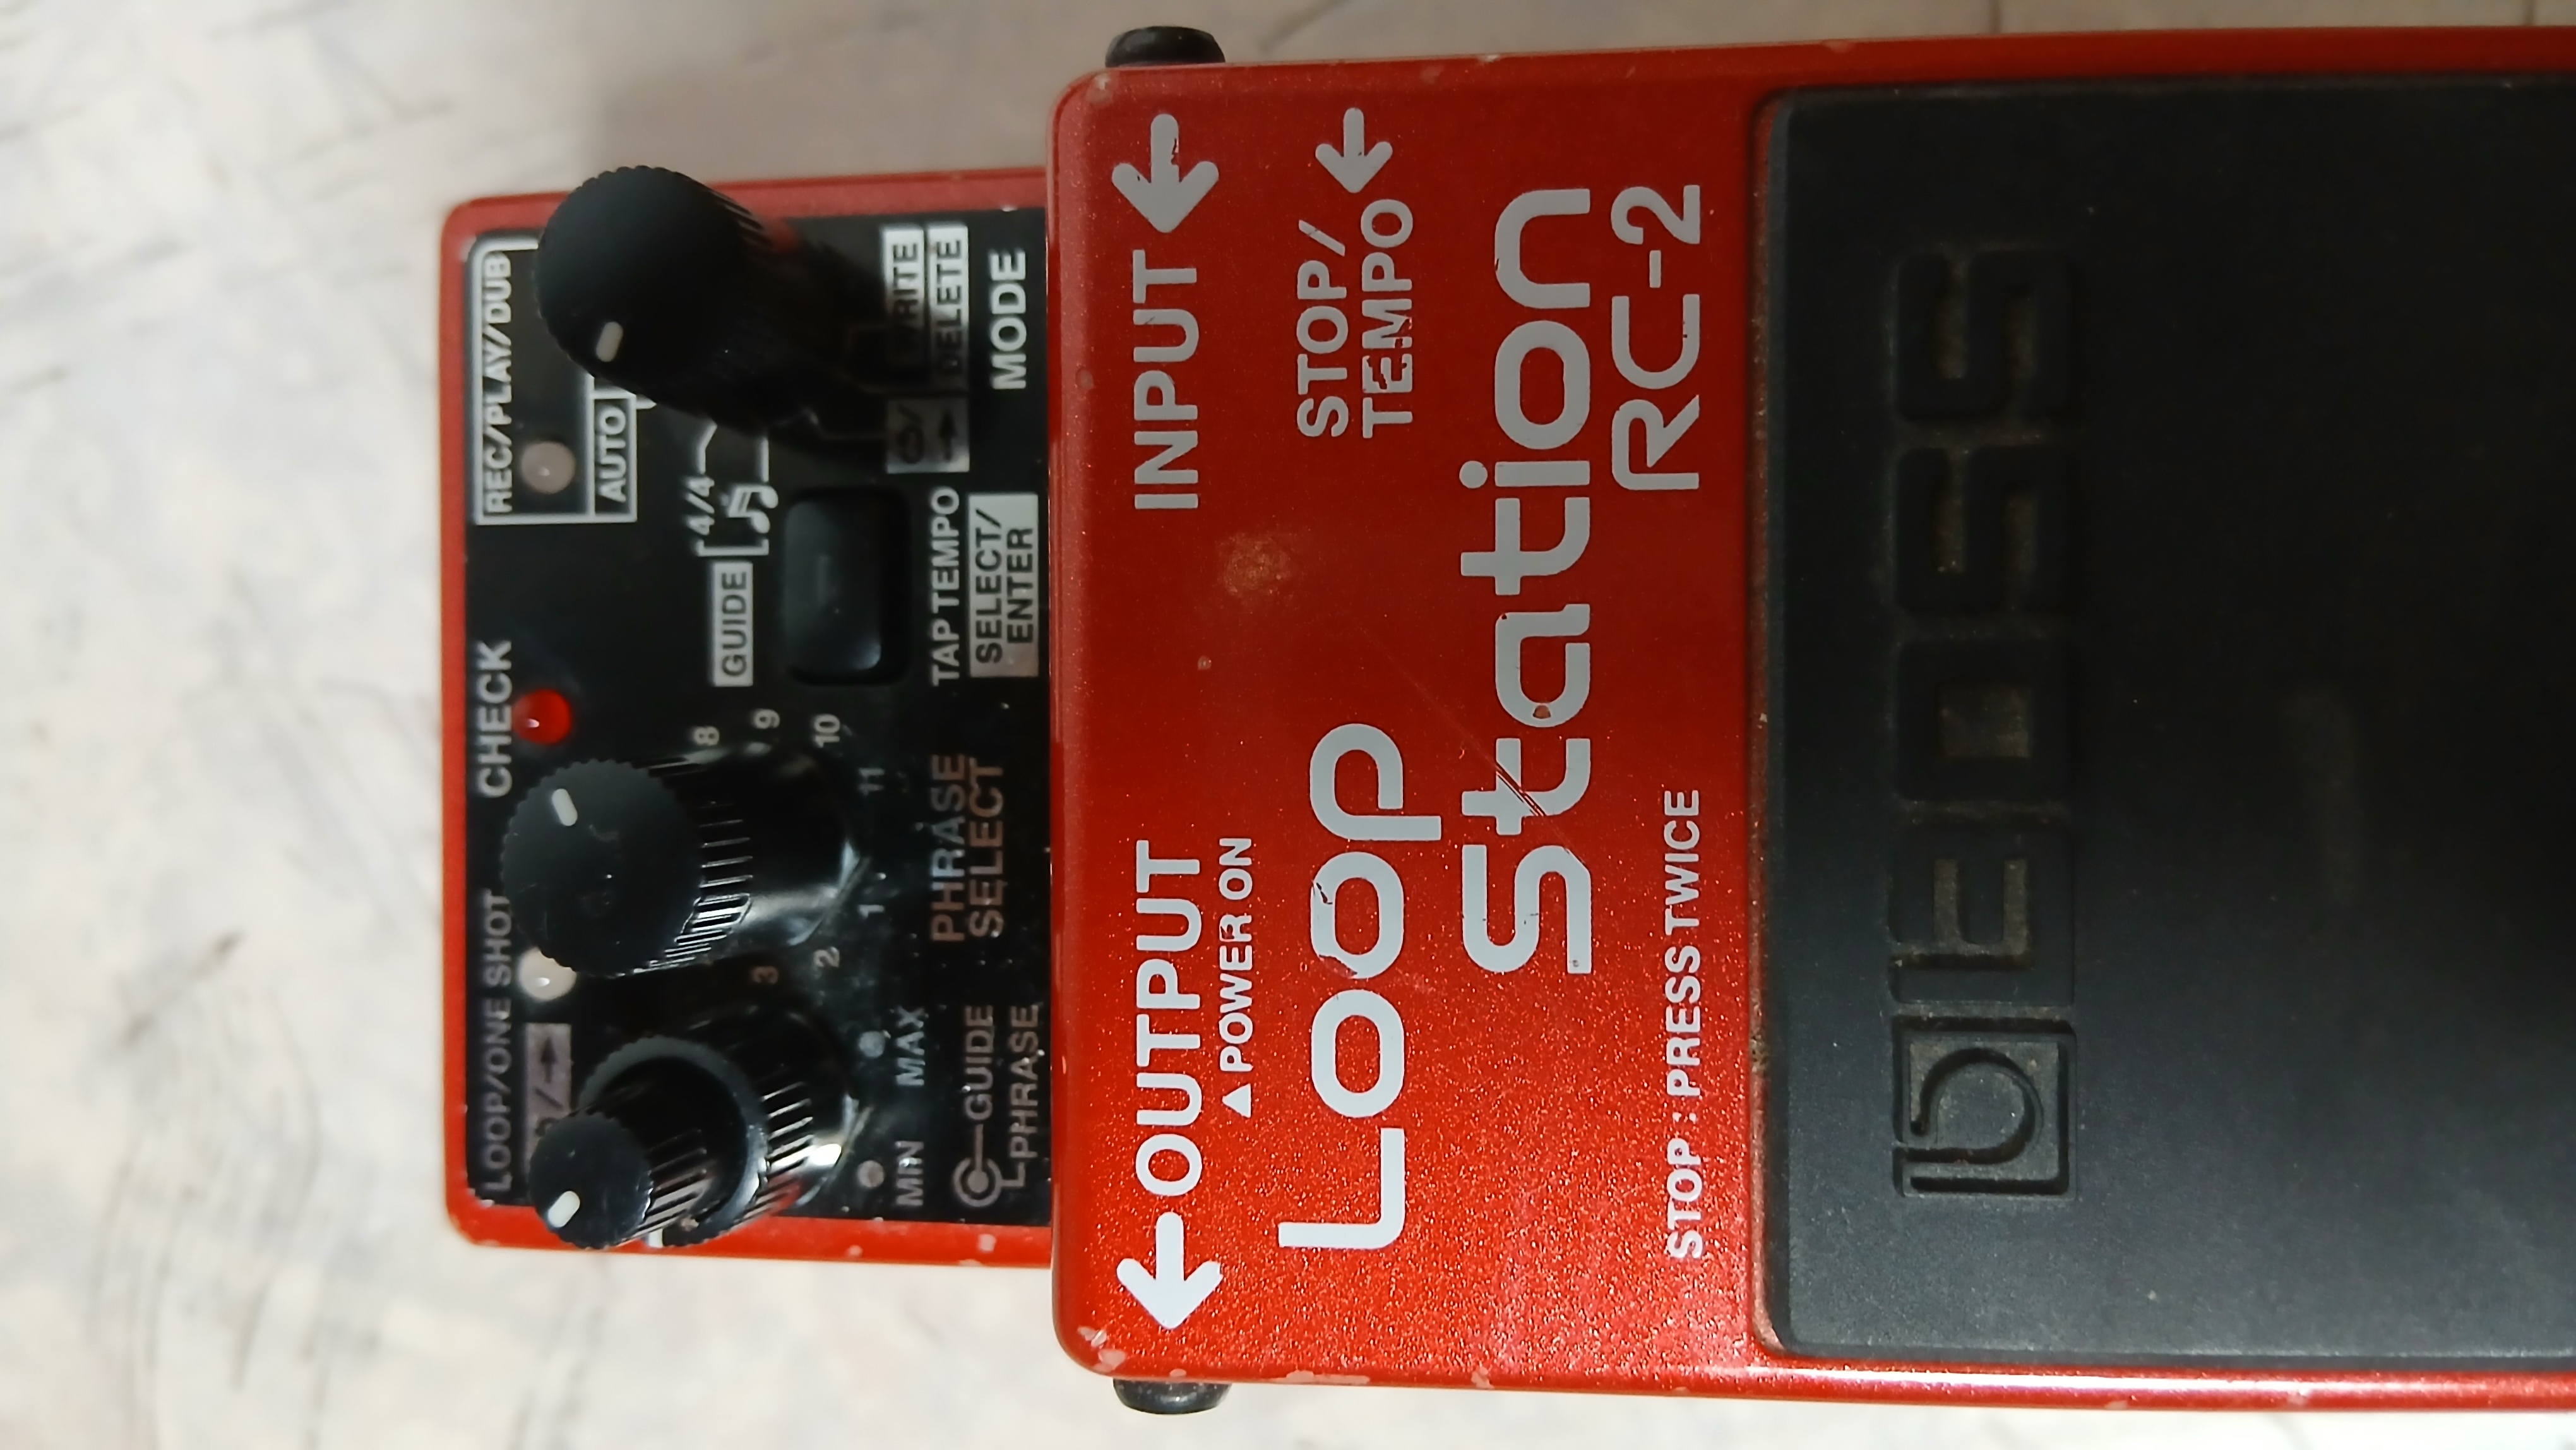 LOOP/ONE SHOT
CHECK
REC/PLAY/DUB
AUTO
4/4
GUIDE
8
9
10
11
1
2
3
MIN MAX
GUIDE
PHRASE
PHRASE
SELECT
TAP TEMPO
SELECT/
ENTER
WRITE
DELETE
MODE
OUTPUT
INPUT
▲POWER ON
STOP/
TEMPO
Loop
Station
RC-2
STOP : PRESS TWICE
BOSS